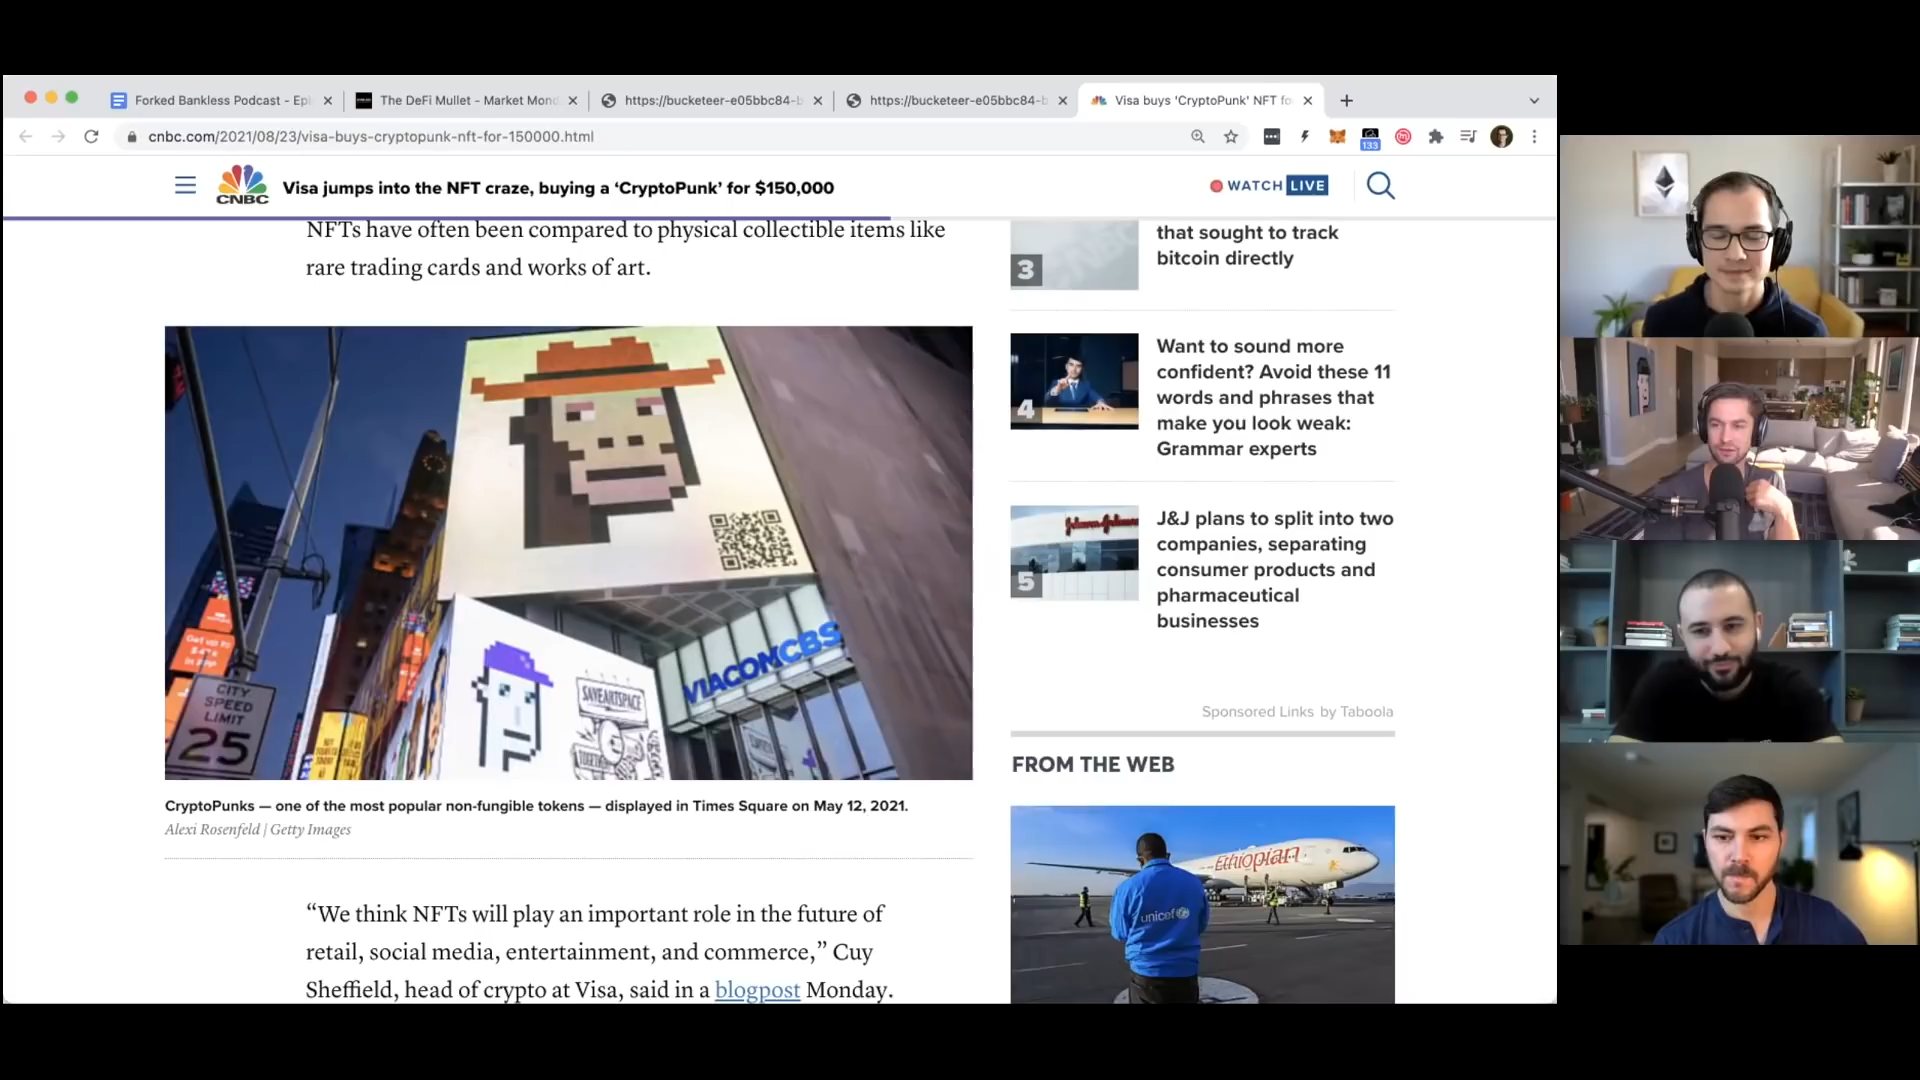 Forked Bankless Podcast - Epi
The DeFi Mullet - Market Mond
https://bucketeer-e05bbc84-b
https://bucketeer-e05bbc84-b
Visa buys 'CryptoPunk' NFT fo
cnbc.com/2021/08/23/visa-buys-cryptopunk-nft-for-150000.html
133
CNBC
Visa jumps into the NFT craze, buying a ‘CryptoPunk’ for $150,000
WATCH LIVE
NFTs have often been compared to physical collectible items like
rare trading cards and works of art.
VIACOMCBS
SAVEARTSPACE
CITY
SPEED
LIMIT
25
CryptoPunks — one of the most popular non-fungible tokens — displayed in Times Square on May 12, 2021.
Alexi Rosenfeld | Getty Images
“We think NFTs will play an important role in the future of
retail, social media, entertainment, and commerce,” Cuy
Sheffield, head of crypto at Visa, said in a blogpost Monday.
3
that sought to track
bitcoin directly
4
Want to sound more
confident? Avoid these 11
words and phrases that
make you look weak:
Grammar experts
Johnson-Johnson
5
J&J plans to split into two
companies, separating
consumer products and
pharmaceutical
businesses
Sponsored Links by Taboola
FROM THE WEB
Ethiopian
unicef